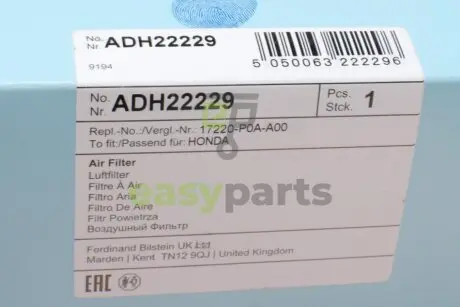 No.
Nr. ADH22229
9194
5 050063 222296
No.
Nr. ADH22229
Pcs.
Stck. 1
Repl.-No.:/Vergl.-Nr. 17220-P0A-A00
To fit:/Passend für: HONDA
Air Filter
Luftfilter
Filtre À Air
Filtro Aria
Filtro De Aire
Filtr Powietrza
Воздушный Фильтр
easyparts
Ferdinand Bilstein UK Ltd
Marden | Kent TN12 9QJ | United Kingdom
EAC